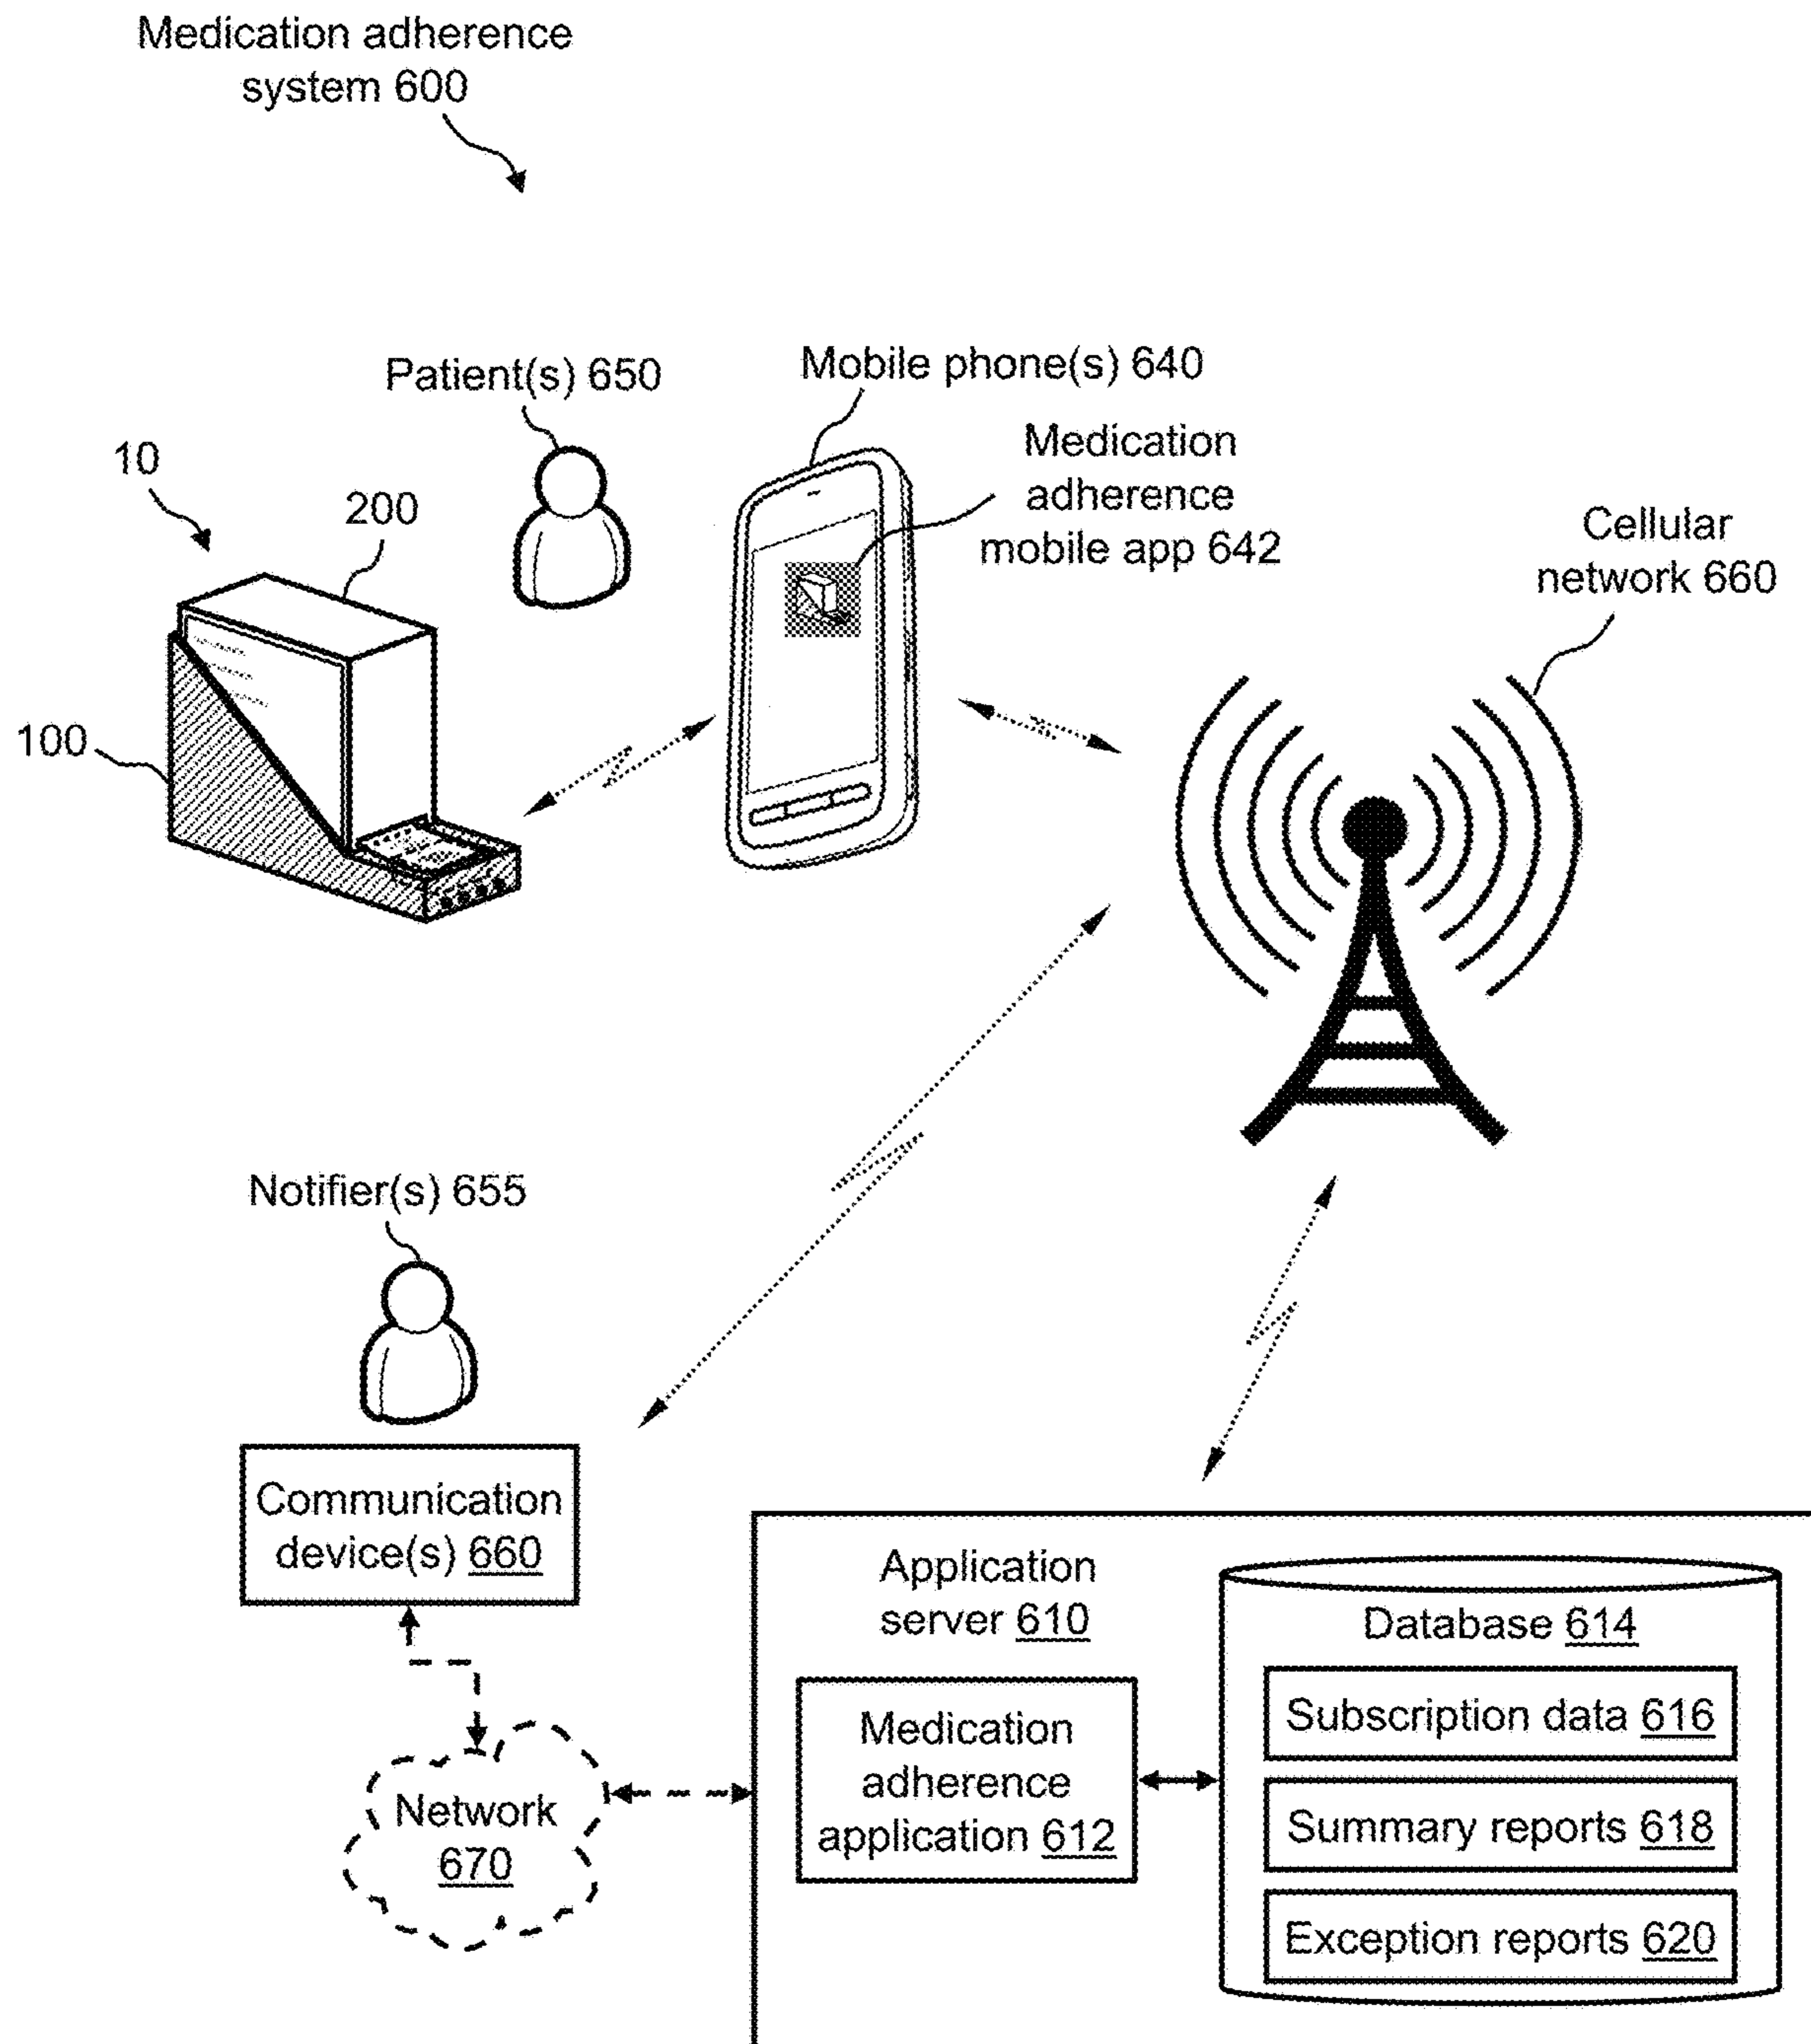 Medication adherence
system 600
Patient(s) 650
Mobile phone(s) 640
Medication
adherence
mobile app 642
10
200
Cellular
network 660
100
Notifier(s) 655
Communication
device(s) 660
Application
server 610
Database 614
Subscription data 616
Medication
adherence
application 612
Summary reports 618
Network
670
Exception reports 620